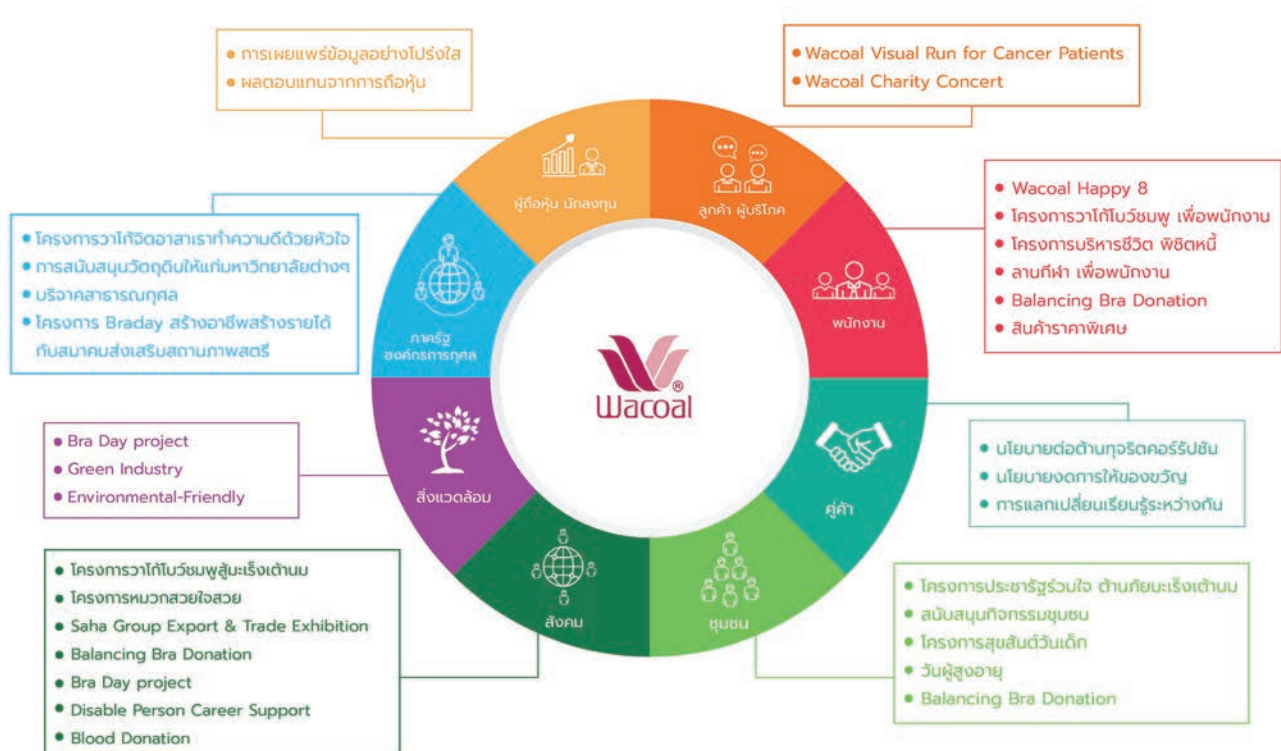 ● การเผยแพร่ข้อมูลอย่างโปร่งใส
● ผลตอบแทนจากการถือหุ้น
● Wacoal Visual Run for Cancer Patients
● Wacoal Charity Concert
ผู้ถือหุ้น นักลงทุน
ลูกค้า ผู้บริโภค
● Wacoal Happy 8
● โครงการวาโก้โบว์ชมพู เพื่อพนักงาน
● โครงการบริหารชีวิต พิชิตหนี้
● ลานกีฬา เพื่อพนักงาน
● Balancing Bra Donation
● สินค้าราคาพิเศษ
พนักงาน
● โครงการวาโก้จิตอาสาเราทำความดีด้วยหัวใจ
● การสนับสนุนวัตถุดิบให้แก่มหาวิทยาลัยต่างๆ
● บริจาคสาธารณกุศล
● โครงการ Braday สร้างอาชีพสร้างรายได้
กับสมาคมส่งเสริมสถานภาพสตรี
ภาครัฐ
องค์กรการกุศล
Wacoal
®
● Bra Day project
● Green Industry
● Environmental-Friendly
สิ่งแวดล้อม
คู่ค้า
● นโยบายต่อต้านทุจริตคอร์รัปชัน
● นโยบายงดการให้ของขวัญ
● การแลกเปลี่ยนเรียนรู้ระหว่างกัน
● โครงการวาโก้โบว์ชมพูสู้มะเร็งเต้านม
● โครงการหมวกสวยใจสวย
● Saha Group Export & Trade Exhibition
● Balancing Bra Donation
● Bra Day project
● Disable Person Career Support
● Blood Donation
สังคม
ชุมชน
● โครงการประชารัฐร่วมใจ ต้านภัยมะเร็งเต้านม
● สนับสนุนกิจกรรมชุมชน
● โครงการสุขสันต์วันเด็ก
● วันผู้สูงอายุ
● Balancing Bra Donation